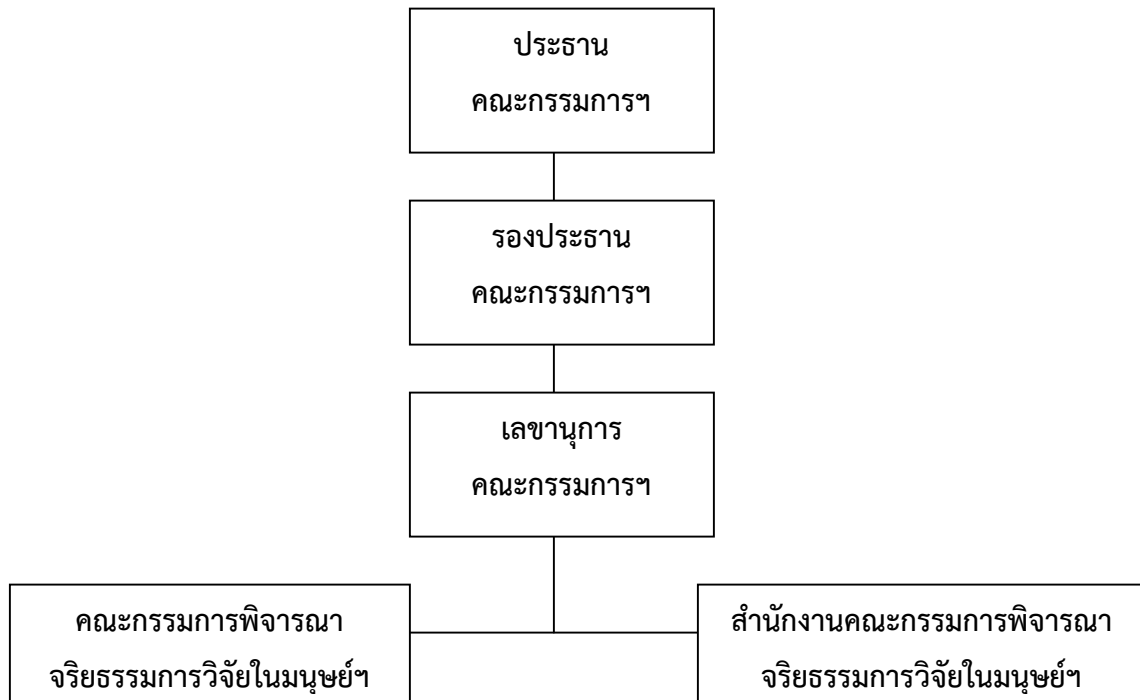 ประธาน
คณะกรรมการฯ
รองประธาน
คณะกรรมการฯ
เลขานุการ
คณะกรรมการฯ
คณะกรรมการพิจารณา
จริยธรรมการวิจัยในมนุษย์ฯ
สำนักงานคณะกรรมการพิจารณา
จริยธรรมการวิจัยในมนุษย์ฯ